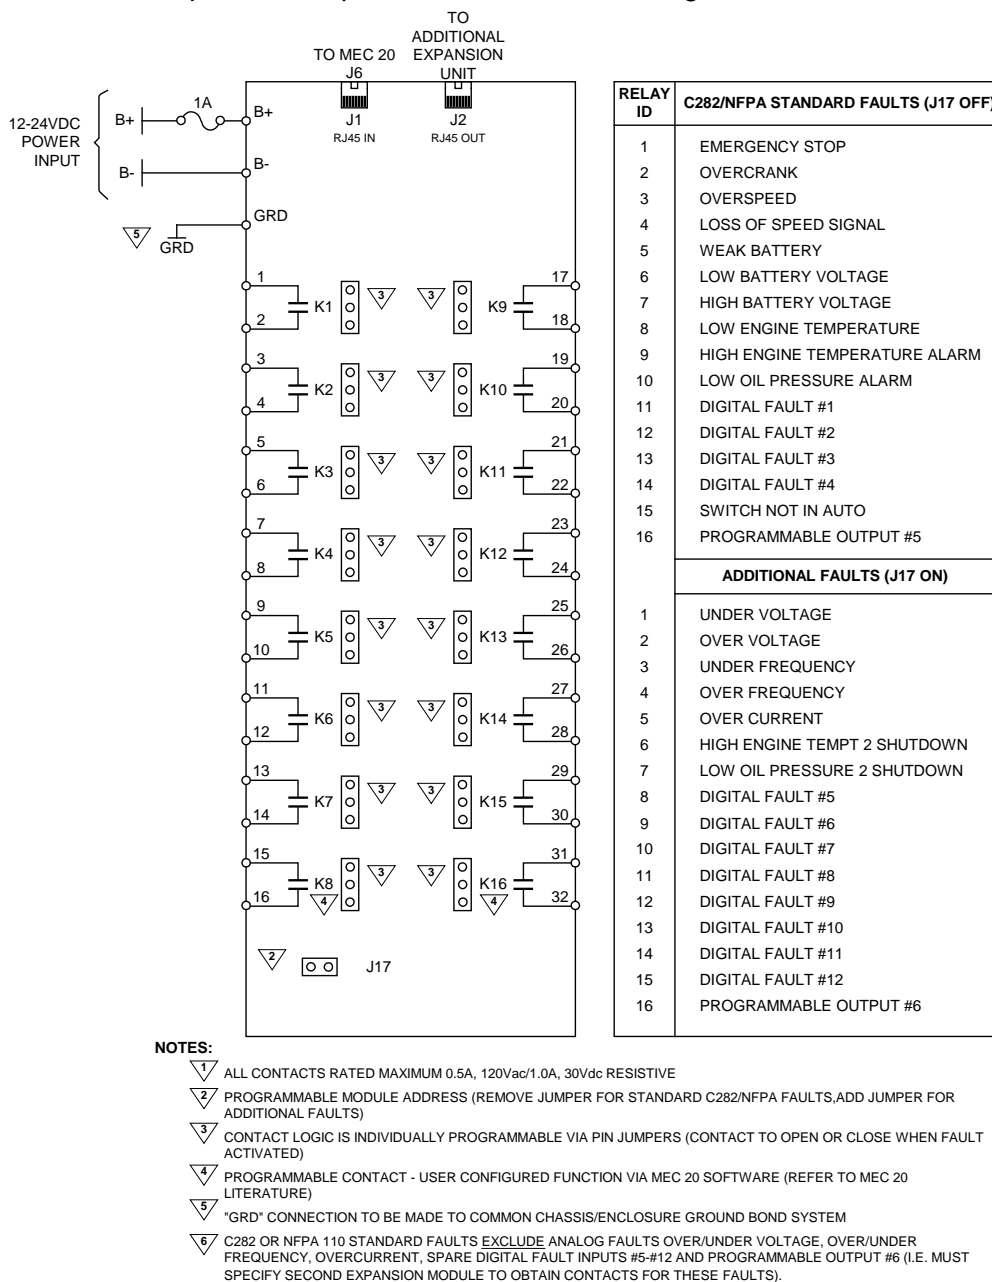 TO
ADDITIONAL
TO MEC 20 EXPANSION
J6 UNIT
12-24VDC
POWER
INPUT
B+
1A
B+
B-
B-
GRD
5
GRD
J1
RJ45 IN
J2
RJ45 OUT
1
K1 3 3 K9
17
2
18
3
K2 3 3 K10
19
4
20
5
K3 3 3 K11
21
6
22
7
K4 3 3 K12
23
8
24
9
K5 3 3 K13
25
10
26
11
K6 3 3 K14
27
12
28
13
K7 3 3 K15
29
14
30
15
K8 3 3 K16
31
16
4 4
32
2
J17
RELAY
ID
C282/NFPA STANDARD FAULTS (J17 OFF)
1 EMERGENCY STOP
2 OVERCRANK
3 OVERSPEED
4 LOSS OF SPEED SIGNAL
5 WEAK BATTERY
6 LOW BATTERY VOLTAGE
7 HIGH BATTERY VOLTAGE
8 LOW ENGINE TEMPERATURE
9 HIGH ENGINE TEMPERATURE ALARM
10 LOW OIL PRESSURE ALARM
11 DIGITAL FAULT #1
12 DIGITAL FAULT #2
13 DIGITAL FAULT #3
14 DIGITAL FAULT #4
15 SWITCH NOT IN AUTO
16 PROGRAMMABLE OUTPUT #5
ADDITIONAL FAULTS (J17 ON)
1 UNDER VOLTAGE
2 OVER VOLTAGE
3 UNDER FREQUENCY
4 OVER FREQUENCY
5 OVER CURRENT
6 HIGH ENGINE TEMPT 2 SHUTDOWN
7 LOW OIL PRESSURE 2 SHUTDOWN
8 DIGITAL FAULT #5
9 DIGITAL FAULT #6
10 DIGITAL FAULT #7
11 DIGITAL FAULT #8
12 DIGITAL FAULT #9
13 DIGITAL FAULT #10
14 DIGITAL FAULT #11
15 DIGITAL FAULT #12
16 PROGRAMMABLE OUTPUT #6
NOTES:
1 ALL CONTACTS RATED MAXIMUM 0.5A, 120Vac/1.0A, 30Vdc RESISTIVE
2 PROGRAMMABLE MODULE ADDRESS (REMOVE JUMPER FOR STANDARD C282/NFPA FAULTS,ADD JUMPER FOR
ADDITIONAL FAULTS)
3 CONTACT LOGIC IS INDIVIDUALLY PROGRAMMABLE VIA PIN JUMPERS (CONTACT TO OPEN OR CLOSE WHEN FAULT
ACTIVATED)
4 PROGRAMMABLE CONTACT - USER CONFIGURED FUNCTION VIA MEC 20 SOFTWARE (REFER TO MEC 20
LITERATURE)
5 "GRD" CONNECTION TO BE MADE TO COMMON CHASSIS/ENCLOSURE GROUND BOND SYSTEM
6 C282 OR NFPA 110 STANDARD FAULTS EXCLUDE ANALOG FAULTS OVER/UNDER VOLTAGE, OVER/UNDER
FREQUENCY, OVERCURRENT, SPARE DIGITAL FAULT INPUTS #5-#12 AND PROGRAMMABLE OUTPUT #6 (I.E. MUST
SPECIFY SECOND EXPANSION MODULE TO OBTAIN CONTACTS FOR THESE FAULTS).